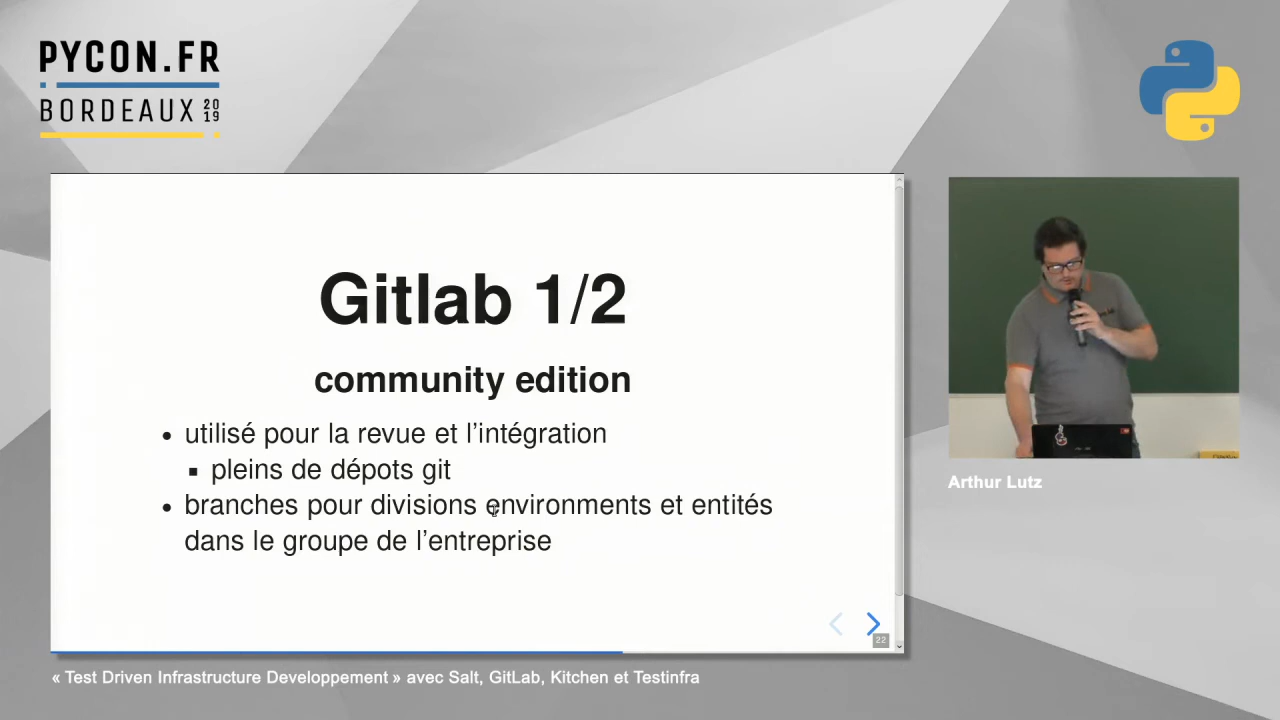 PYCON.FR
BORDEAUX 2019
Gitlab 1/2
community edition
utilisé pour la revue et l’intégration
pleins de dépots git
branches pour divisions environments et entités
dans le groupe de l’entreprise
22
Arthur Lutz
« Test Driven Infrastructure Developpement » avec Salt, GitLab, Kitchen et Testinfra